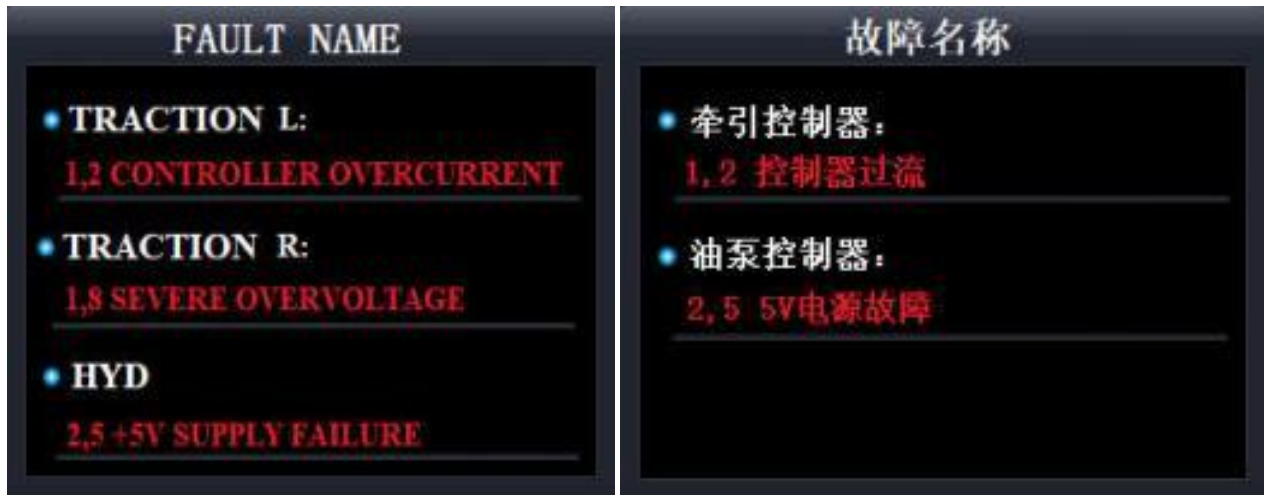 FAULT NAME
TRACTION L:
1,2 CONTROLLER OVERCURRENT
TRACTION R:
1,8 SEVERE OVERVOLTAGE
HYD
2,5 +5V SUPPLY FAILURE
故障名称
牵引控制器：
1,2 控制器过流
油泵控制器：
2,5 5V电源故障